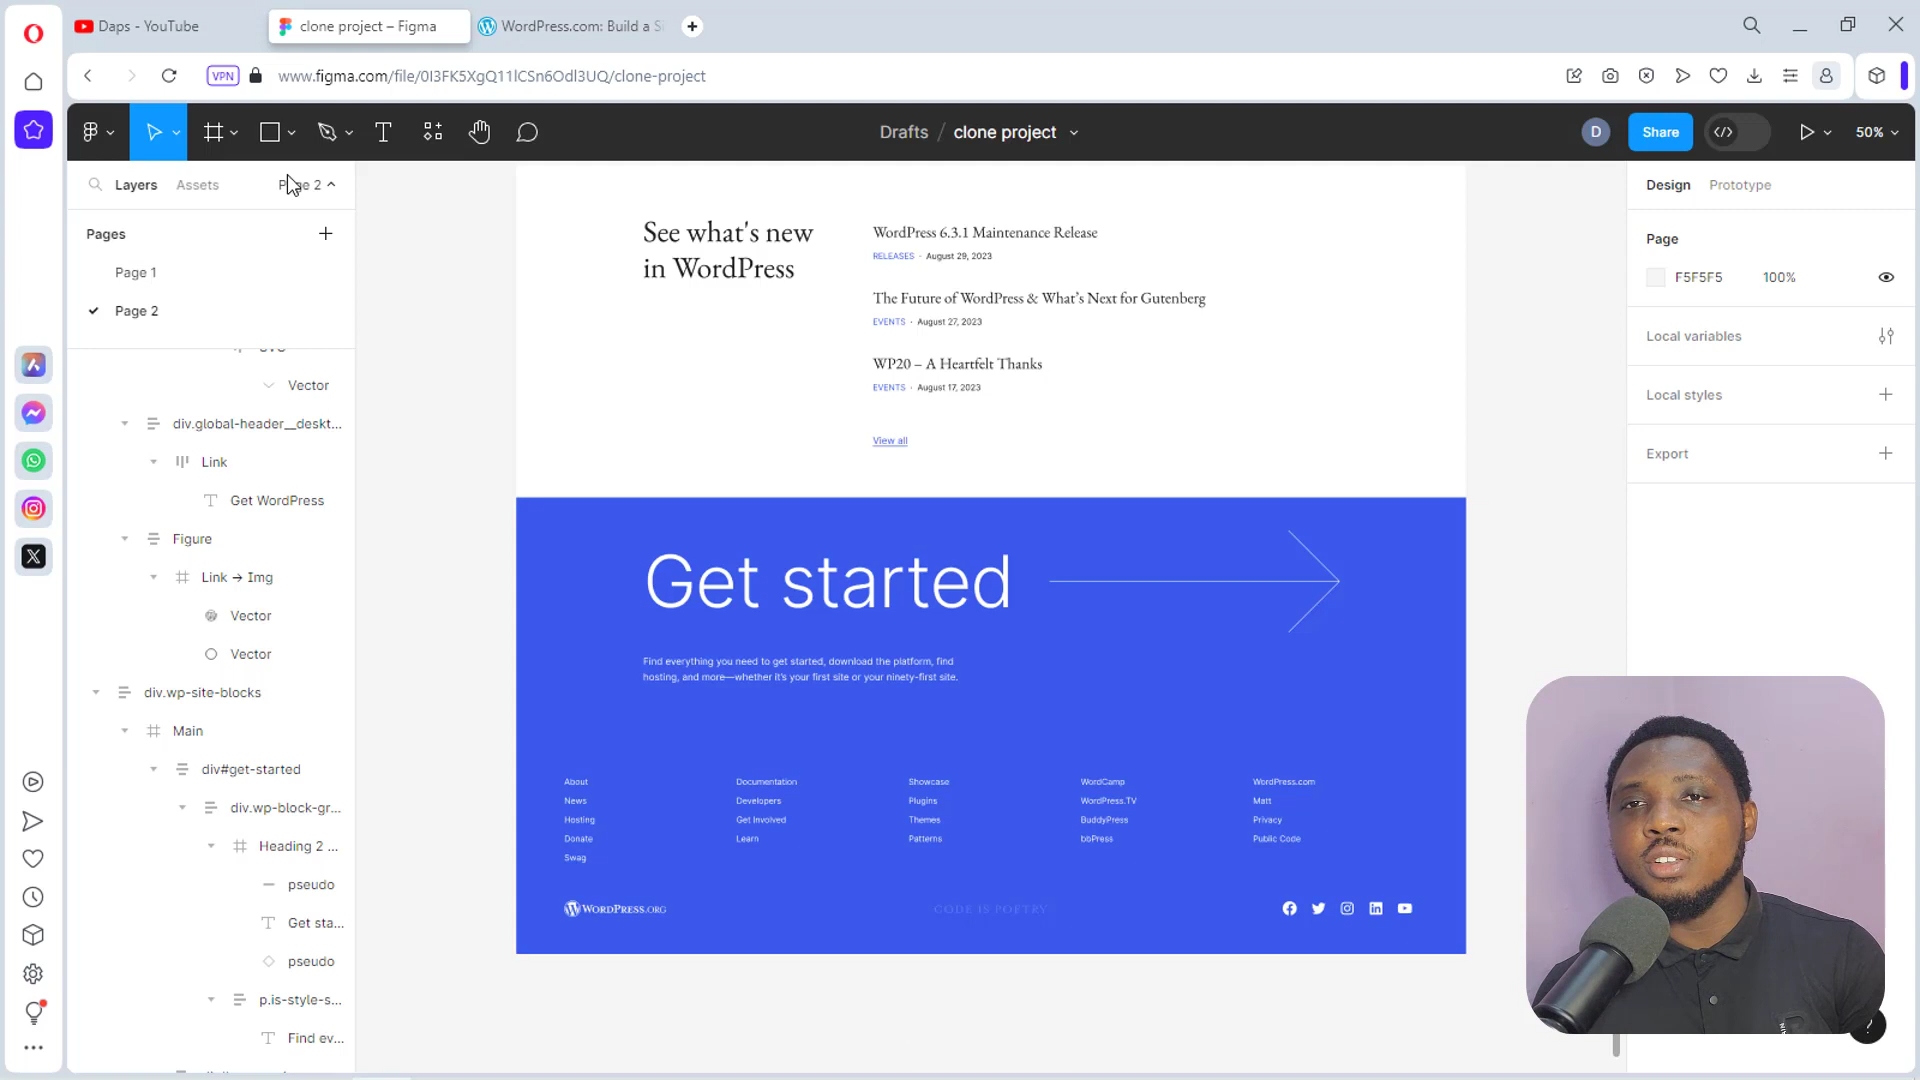 Daps - YouTube
clone project – Figma
WordPress.com: Build a Si
VPN
www.figma.com/file/0I3FK5XgQ11lCSn6Odl3UQ/clone-project
Drafts / clone project
D
Share
50%
Layers
Assets
Page 2
Pages
Page 1
Page 2
Vector
div.global-header__deskt...
Link
Get WordPress
Figure
Link → Img
Vector
Vector
div.wp-site-blocks
Main
div#get-started
div.wp-block-gr...
Heading 2 ...
pseudo
Get sta...
pseudo
p.is-style-s...
Find ev...
See what's new
in WordPress
WordPress 6.3.1 Maintenance Release
RELEASES · August 29, 2023
The Future of WordPress & What’s Next for Gutenberg
EVENTS · August 27, 2023
WP20 – A Heartfelt Thanks
EVENTS · August 17, 2023
View all
Get started
Find everything you need to get started, download the platform, find
hosting, and more—whether it’s your first site or your ninety-first site.
About
News
Hosting
Donate
Swag
Documentation
Developers
Get Involved
Learn
Showcase
Plugins
Themes
Patterns
WordCamp
WordPress.TV
BuddyPress
bbPress
WordPress.com
Matt
Privacy
Public Code
WORDPRESS.ORG
CODE IS POETRY
Design
Prototype
Page
F5F5F5
100%
Local variables
Local styles
Export